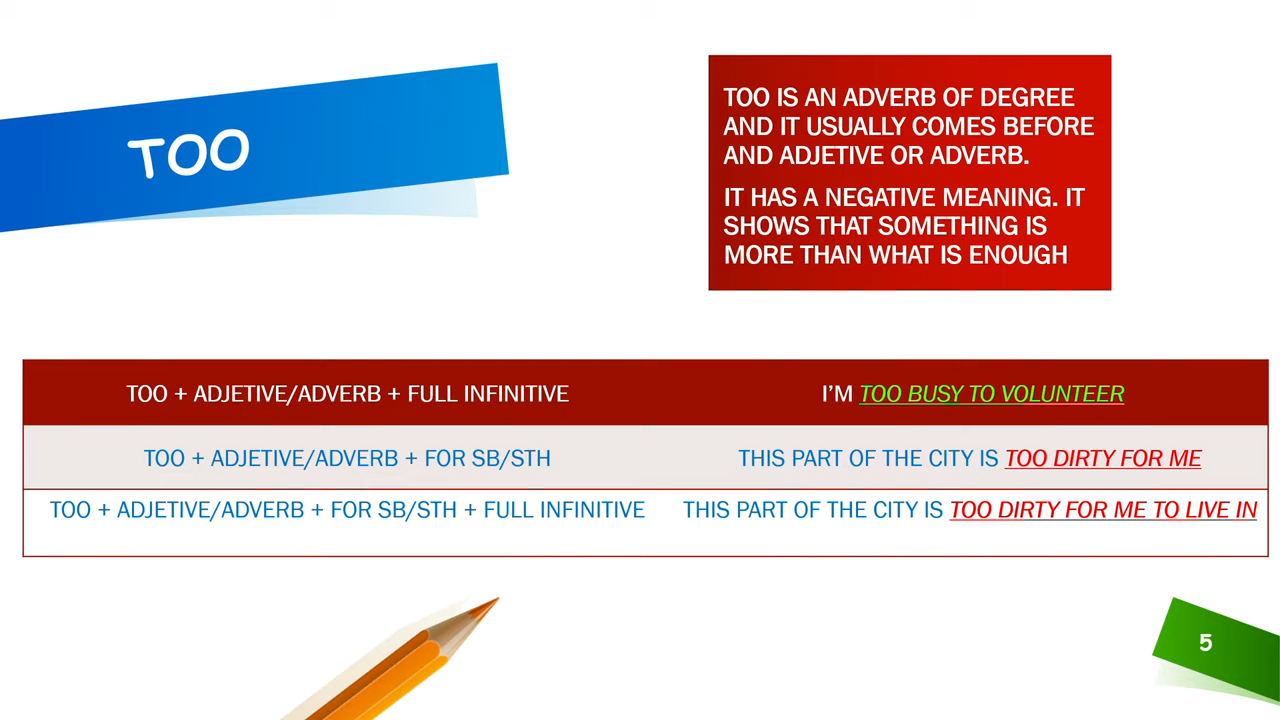 TOO
TOO IS AN ADVERB OF DEGREE
AND IT USUALLY COMES BEFORE
AND ADJETIVE OR ADVERB.
IT HAS A NEGATIVE MEANING. IT
SHOWS THAT SOMETHING IS
MORE THAN WHAT IS ENOUGH
TOO + ADJETIVE/ADVERB + FULL INFINITIVE
I'M TOO BUSY TO VOLUNTEER
TOO + ADJETIVE/ADVERB + FOR SB/STH
THIS PART OF THE CITY IS TOO DIRTY FOR ME
TOO + ADJETIVE/ADVERB + FOR SB/STH + FULL INFINITIVE
THIS PART OF THE CITY IS TOO DIRTY FOR ME TO LIVE IN
5